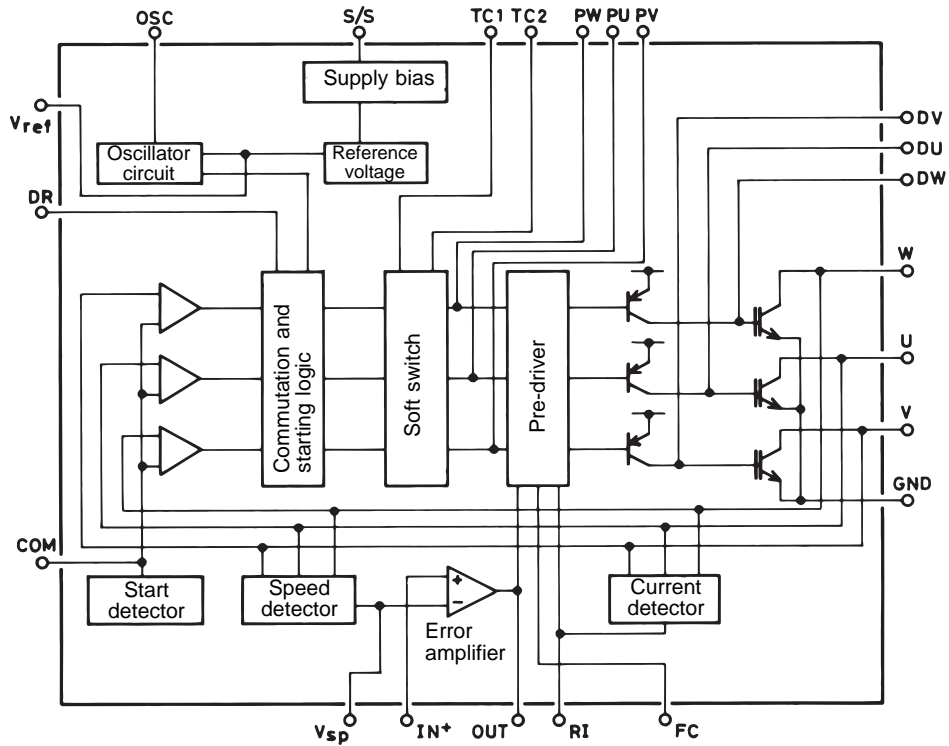 OSC
S/S
TC1 TC2
PW PU PV
Supply bias
Vref
DV
Oscillator
circuit
Reference
voltage
DU
DW
DR
W
Commutation and
starting logic
Soft switch
Pre-driver
U
V
GND
COM
Start
detector
Speed
detector
+
−
Error
amplifier
Current
detector
Vsp
IN+
OUT
RI
FC